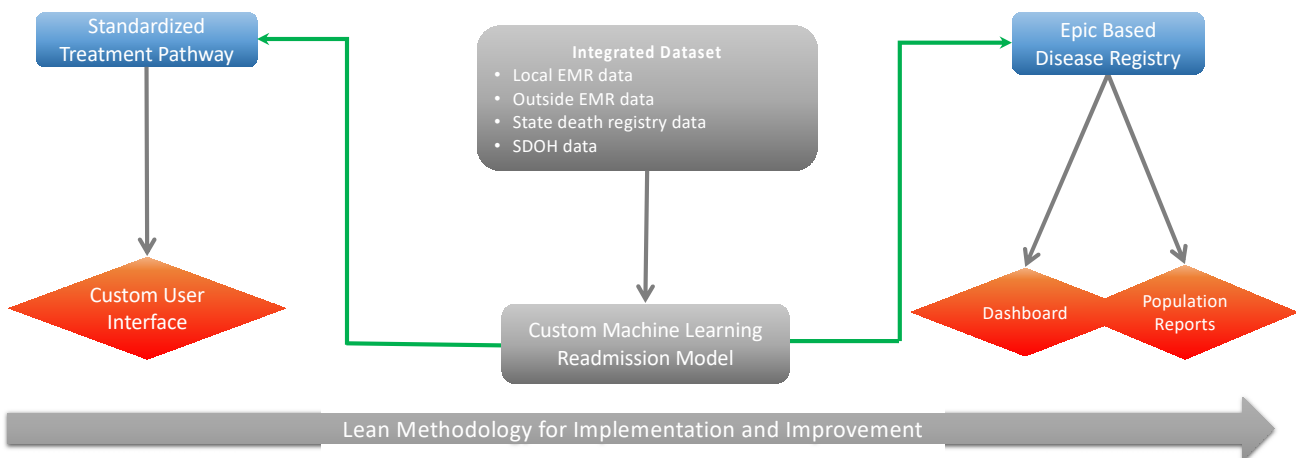 Standardized
Treatment Pathway
Integrated Dataset
• Local EMR data
• Outside EMR data
• State death registry data
• SDOH data
Epic Based
Disease Registry
Custom User
Interface
Custom Machine Learning
Readmission Model
Dashboard
Population
Reports
Lean Methodology for Implementation and Improvement